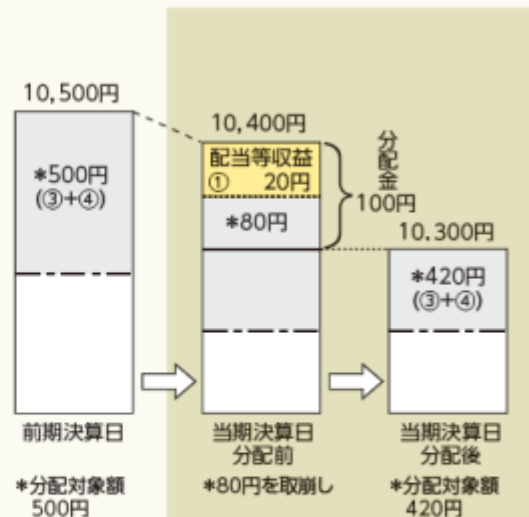 10,500円
*500円
(③+④)
前期決算日
*分配対象額
500円
10,400円
配当等収益
① 20円
*80円
分配金
100円
当期決算日
分配前
*80円を取崩し
10,300円
*420円
(③+④)
当期決算日
分配後
*分配対象額
420円